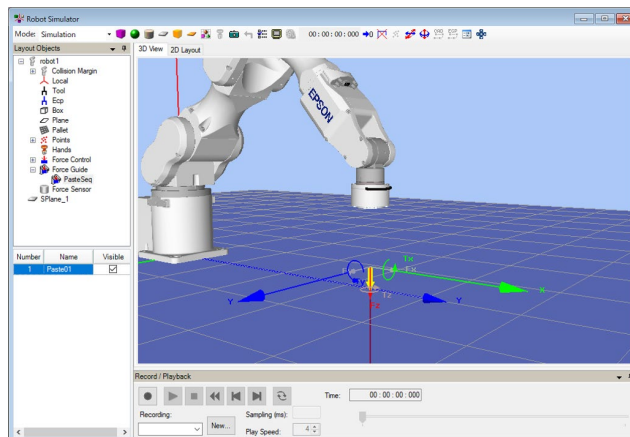 Robot Simulator
Mode: Simulation
00 : 00 : 00 : 000
Layout Objects
3D View 2D Layout
robot1
Collision Margin
Local
Tool
Ecp
Box
Plane
Pallet
Points
Hands
Force Control
Force Guide
PasteSeq
Force Sensor
SPlane_1
EPSON
Number Name Visible
1 Paste01
Tx
Fx
Tz
Fz
Y
Y
X
Record / Playback
Time: 00 : 00 : 00 : 000
Recording: Sampling (ms):
New... Play Speed: 4